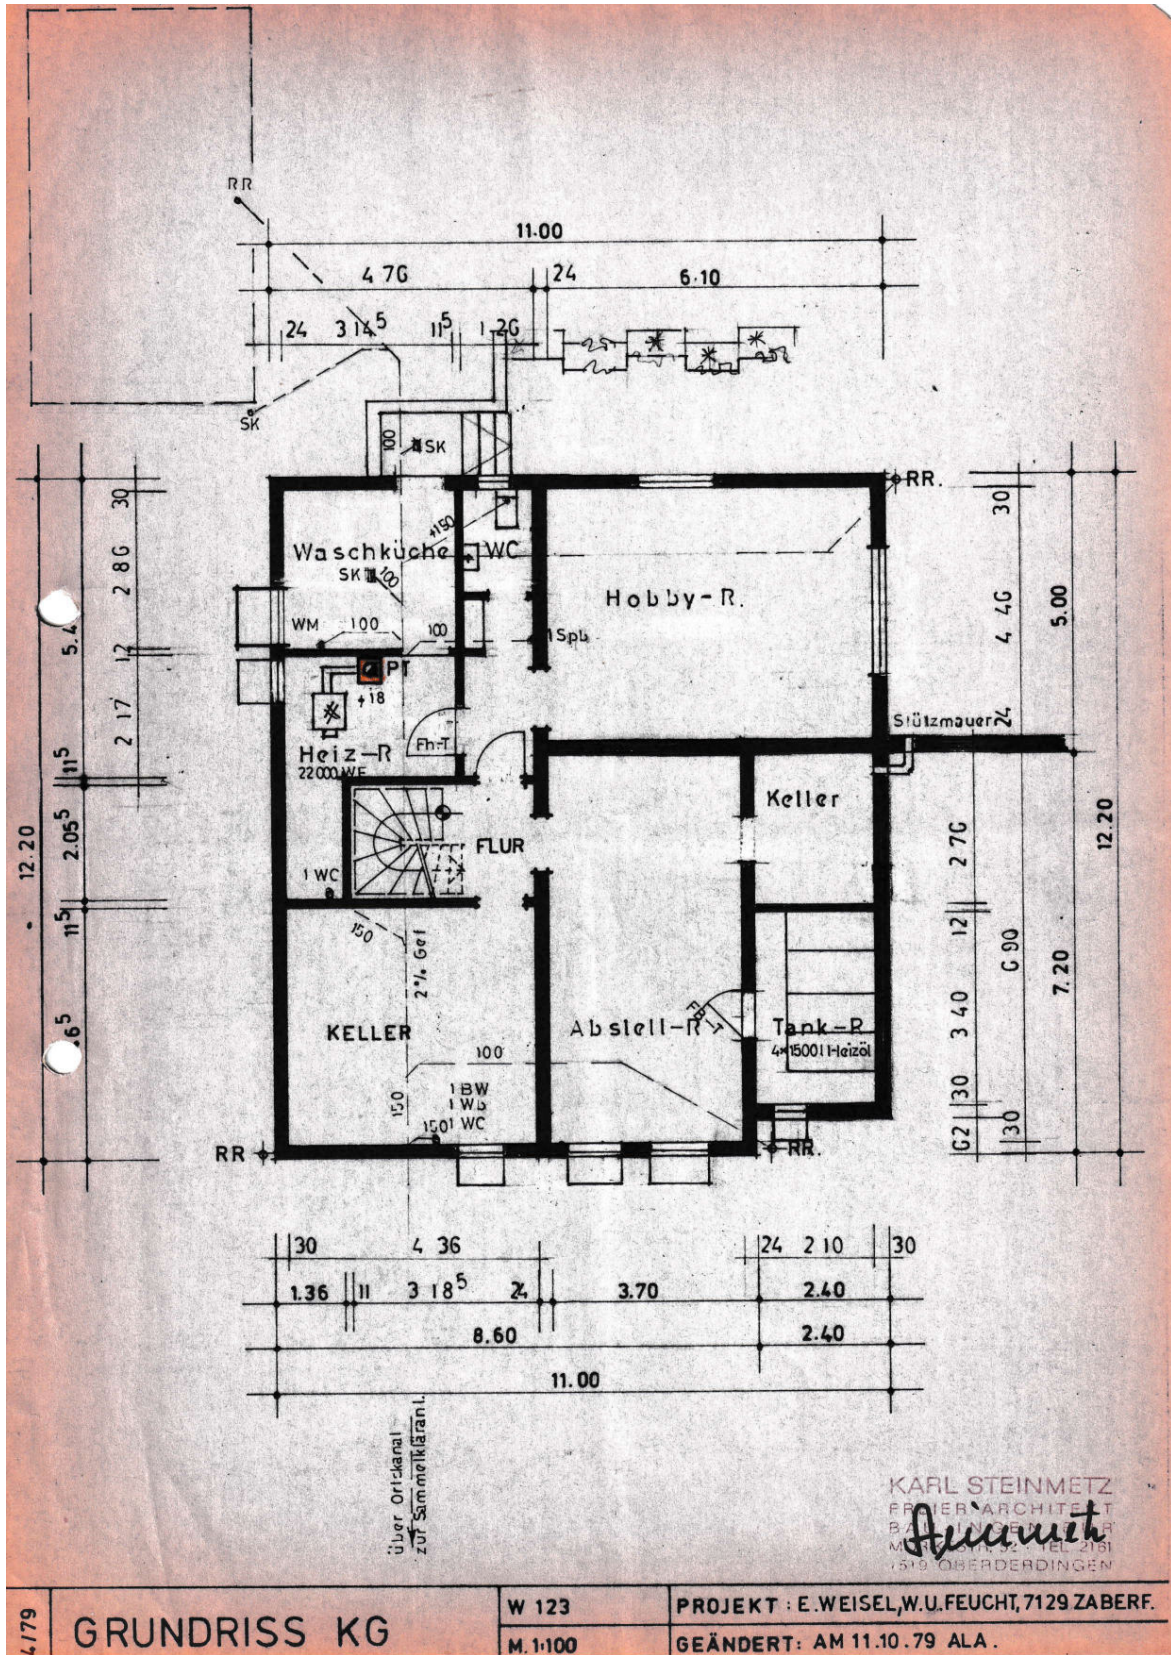 RR
11.00
4 76
24
6.10
24
3 14⁵
11⁵
1 26
SK
100
SK
RR.
30
30
+150
Waschküche
WC
SK
100
2 86
Hobby-R.
4 46
5.00
WM
100
100
1 Spb
5.4
12
PT
+18
2 17
Fh-T
Stützmauer
24
Heiz-R
22000 WE
11⁵
Keller
12.20
2.05⁵
FLUR
2 76
12.20
1 WC
11⁵
150
2% Gef
12
6 90
7.20
KELLER
Abstell-R
FB-T
Tank-R
4×1500 l Heizöl
3 40
.6⁵
100
1 BW
1 Wb
1 WC
150
150
30
62
30
RR
RR.
30
4 36
24
2 10
30
1.36
11
3 18⁵
24
3.70
2.40
8.60
2.40
11.00
über Ortskanal
zur Sammelkläranl.
KARL STEINMETZ
FREIER ARCHITEKT
TEL. 2181
7519 OBERDERDINGEN
Steinmetz
4/79
GRUNDRISS KG
W 123
M. 1:100
PROJEKT : E. WEISEL, W.U. FEUCHT, 7129 ZABERF.
GEÄNDERT: AM 11.10.79 ALA.